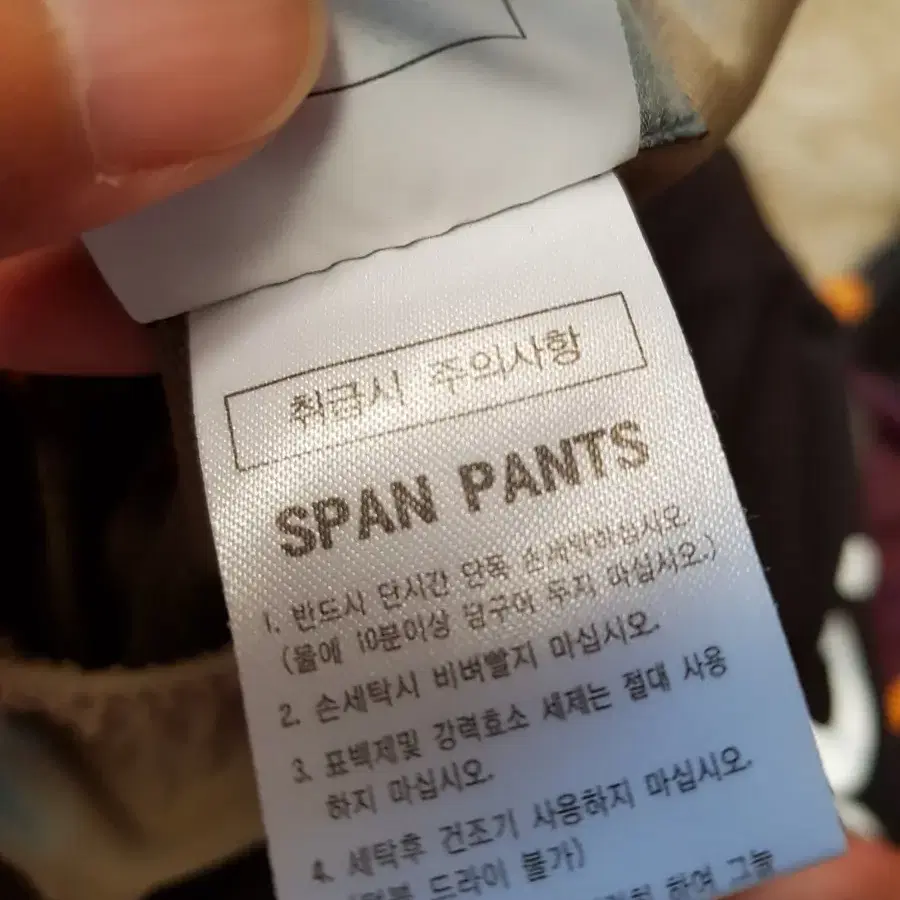 취급시 주의사항
SPAN PANTS
1. 반드시 단시간 단독 손세탁하십시오
(물에 10분이상 담구어 두지 마십시오.)
2. 손세탁시 비벼빨지 마십시오.
3. 표백제및 강력효소 세제는 절대 사용
하지 마십시오.
4. 세탁후 건조기 사용하지 마십시오.
드라이 불가)
하여 그늘